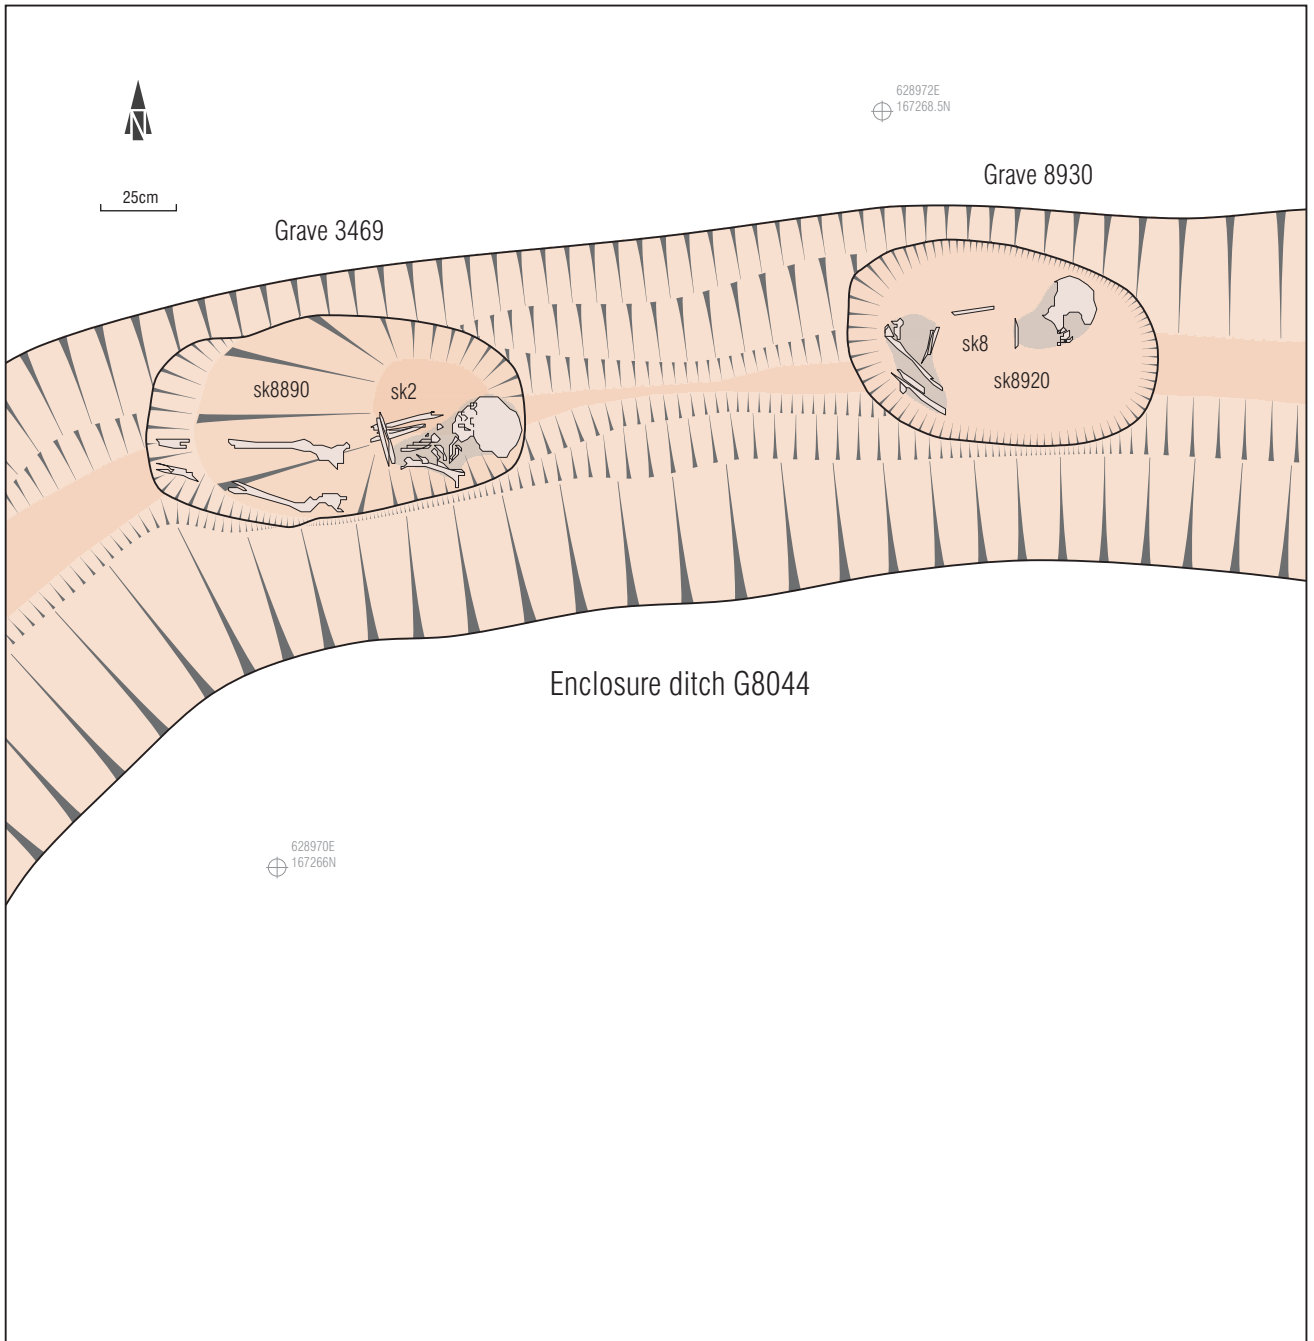 628972E
167268.5N
N
Grave 8930
25cm
Grave 3469
sk8
sk8920
sk8890
sk2
Enclosure ditch G8044
628970E
167266N